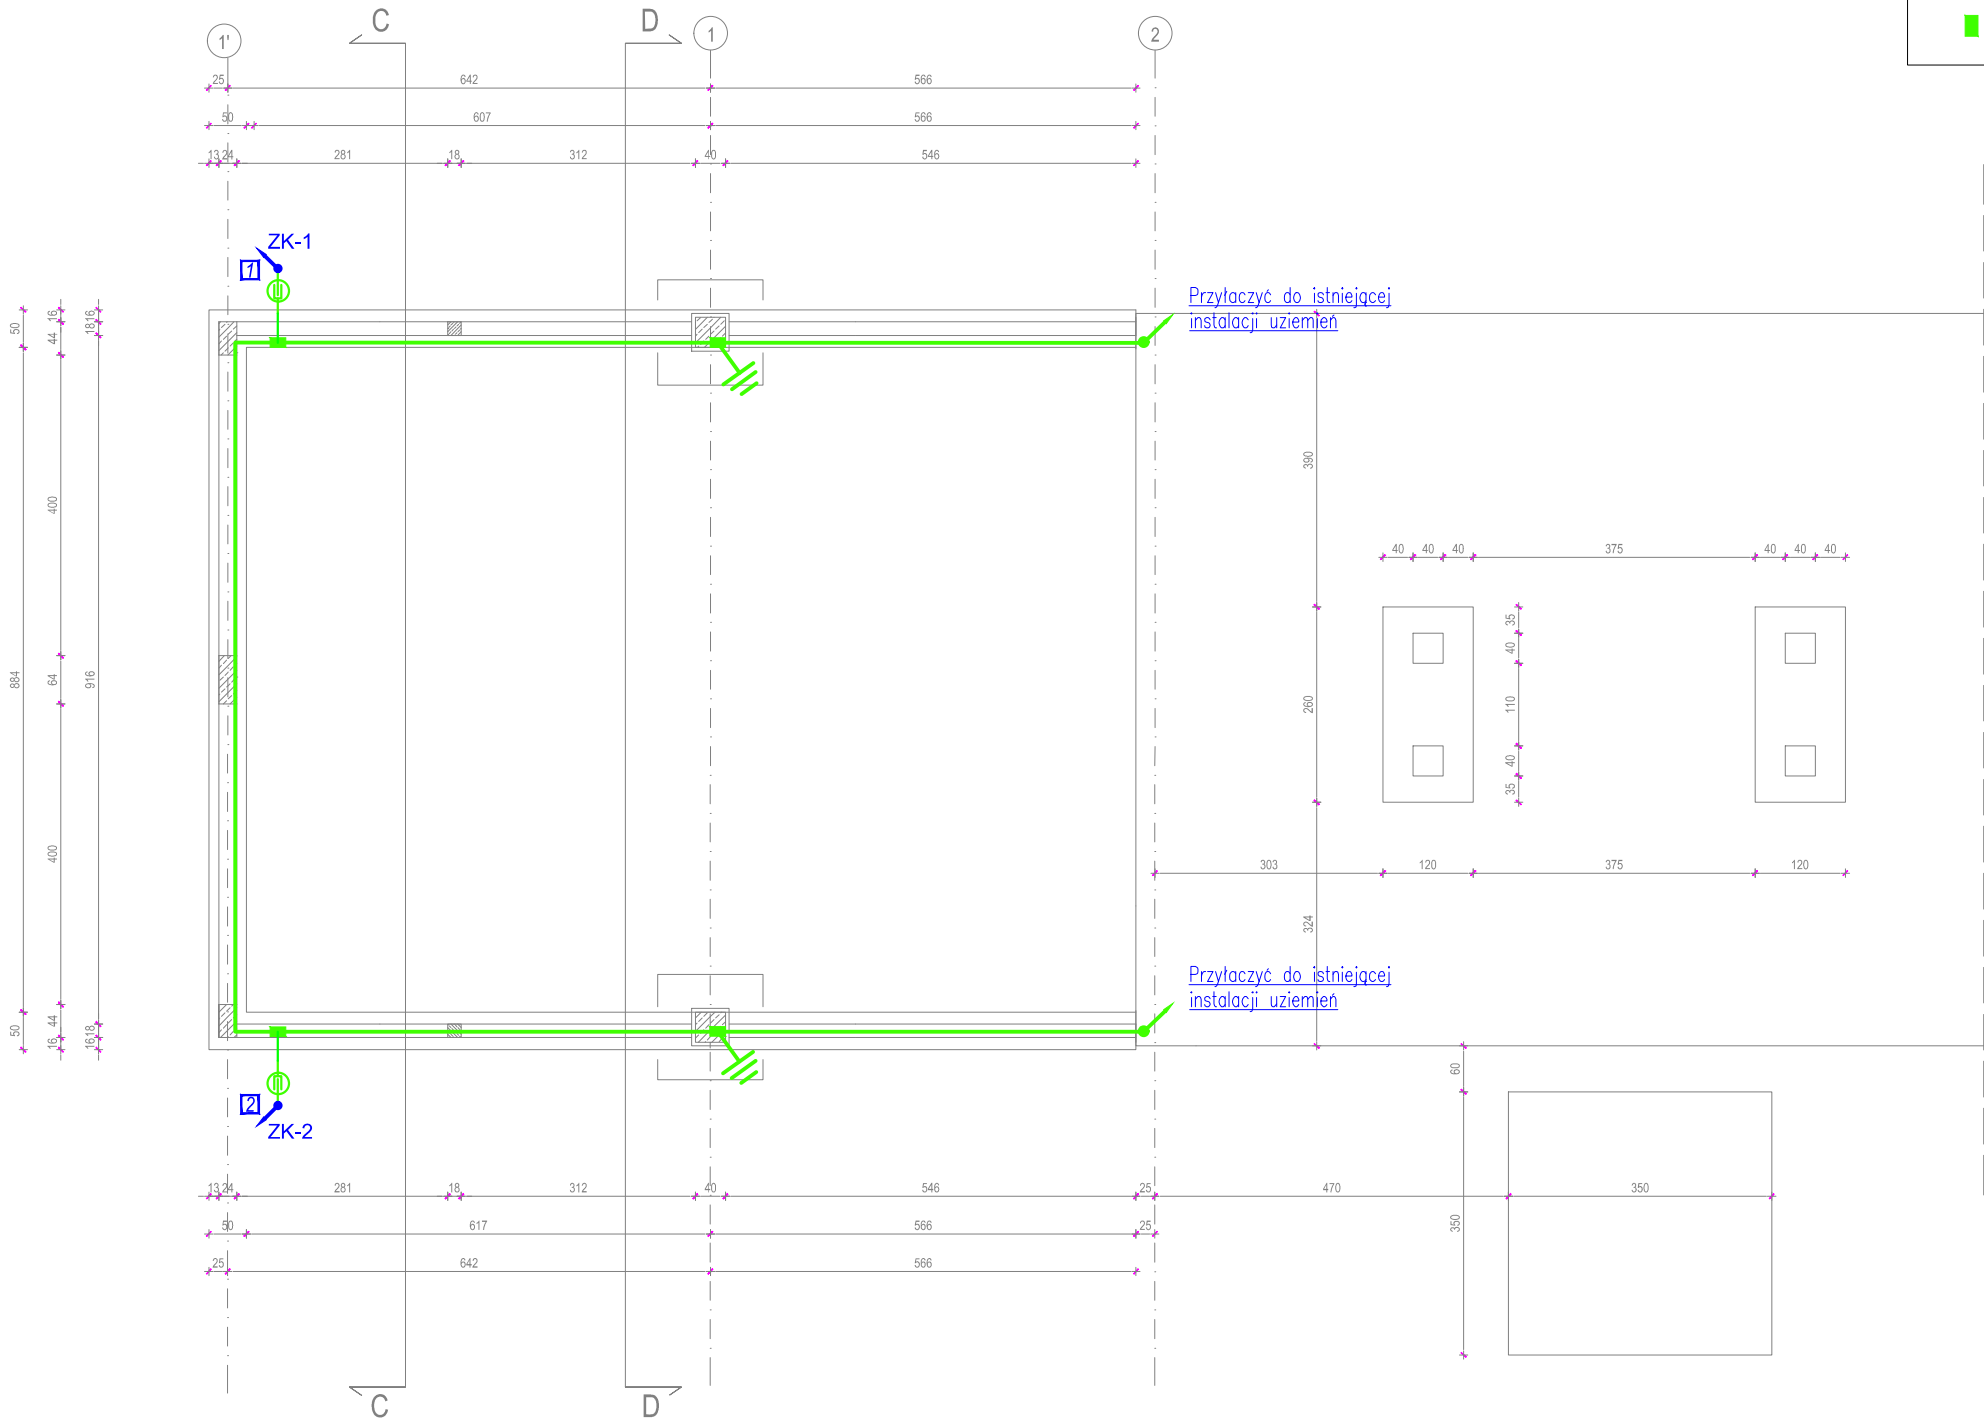 C
D
1'
1
2
25 642 566
50 607 566
13 24 281 18 312 40 546
ZK-1
1
Przyłaczyć do istniejącej
instalacji uziemień
50 884 50
16 44 400 64 400 44 16
16 18 916 18 16
390 260 324
40 40 40 375 40 40 40
35 40 110 40 35
303 120 375 120
Przyłaczyć do istniejącej
instalacji uziemień
2
ZK-2
60 350
13 24 281 18 312 40 546 25 470 350
50 617 566 25
25 642 566
C
D